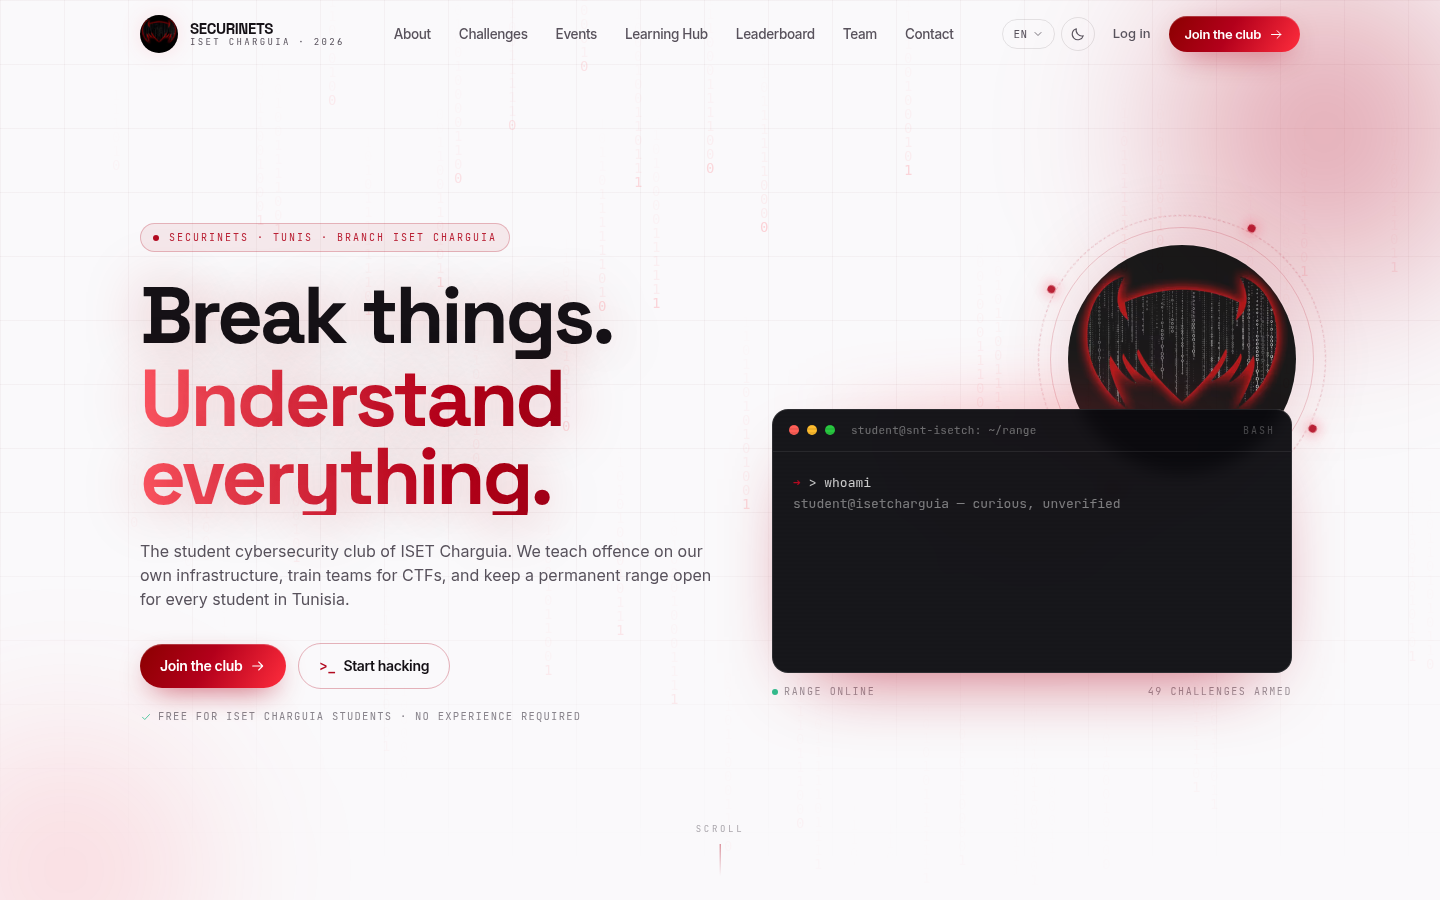 SECURINETS
ISET CHARGUIA · 2026
About
Challenges
Events
Learning Hub
Leaderboard
Team
Contact
EN
Log in
Join the club →
SECURINETS · TUNIS · BRANCH ISET CHARGUIA
Break things.
Understand
everything.
The student cybersecurity club of ISET Charguia. We teach offence on our
own infrastructure, train teams for CTFs, and keep a permanent range open
for every student in Tunisia.
Join the club →
>_ Start hacking
✓ FREE FOR ISET CHARGUIA STUDENTS · NO EXPERIENCE REQUIRED
student@snt-isetch: ~/range
BASH
→ > whoami
student@isetcharguia — curious, unverified
RANGE ONLINE
49 CHALLENGES ARMED
SCROLL